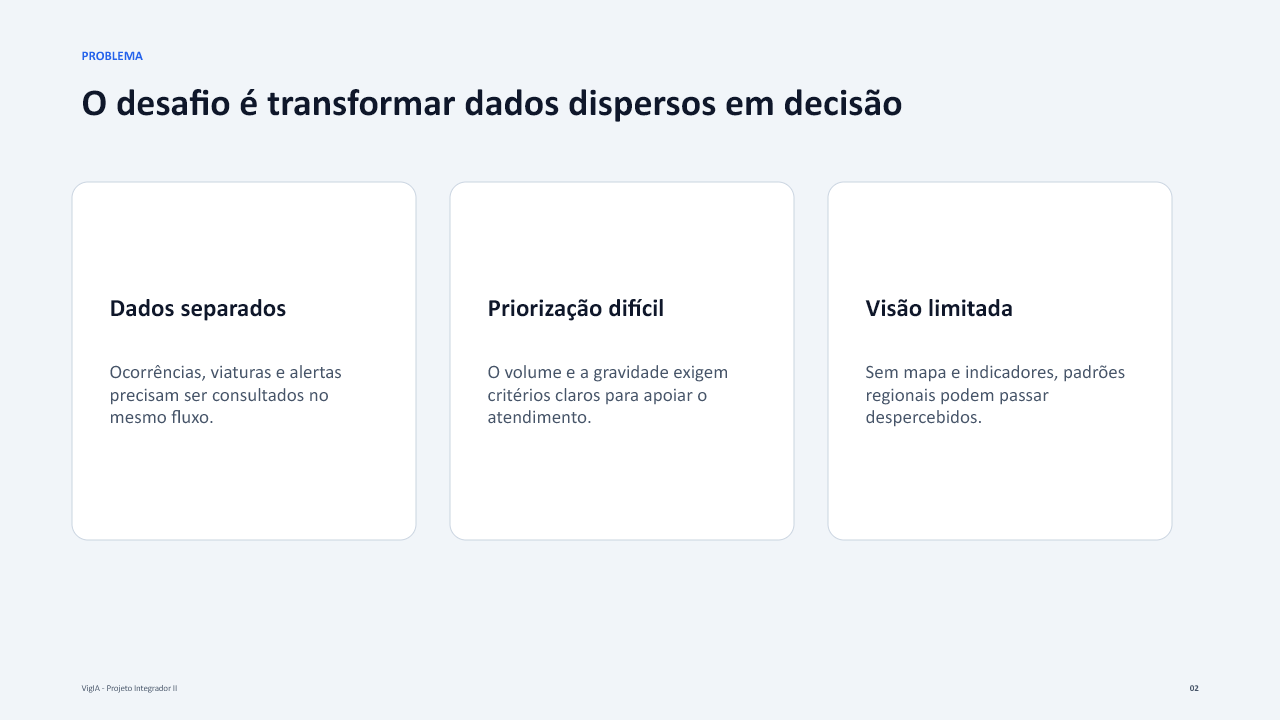 PROBLEMA
O desafio é transformar dados dispersos em decisão
Dados separados
Ocorrências, viaturas e alertas
precisam ser consultados no
mesmo fluxo.
Priorização difícil
O volume e a gravidade exigem
critérios claros para apoiar o
atendimento.
Visão limitada
Sem mapa e indicadores, padrões
regionais podem passar
despercebidos.
VigIA - Projeto Integrador II
02